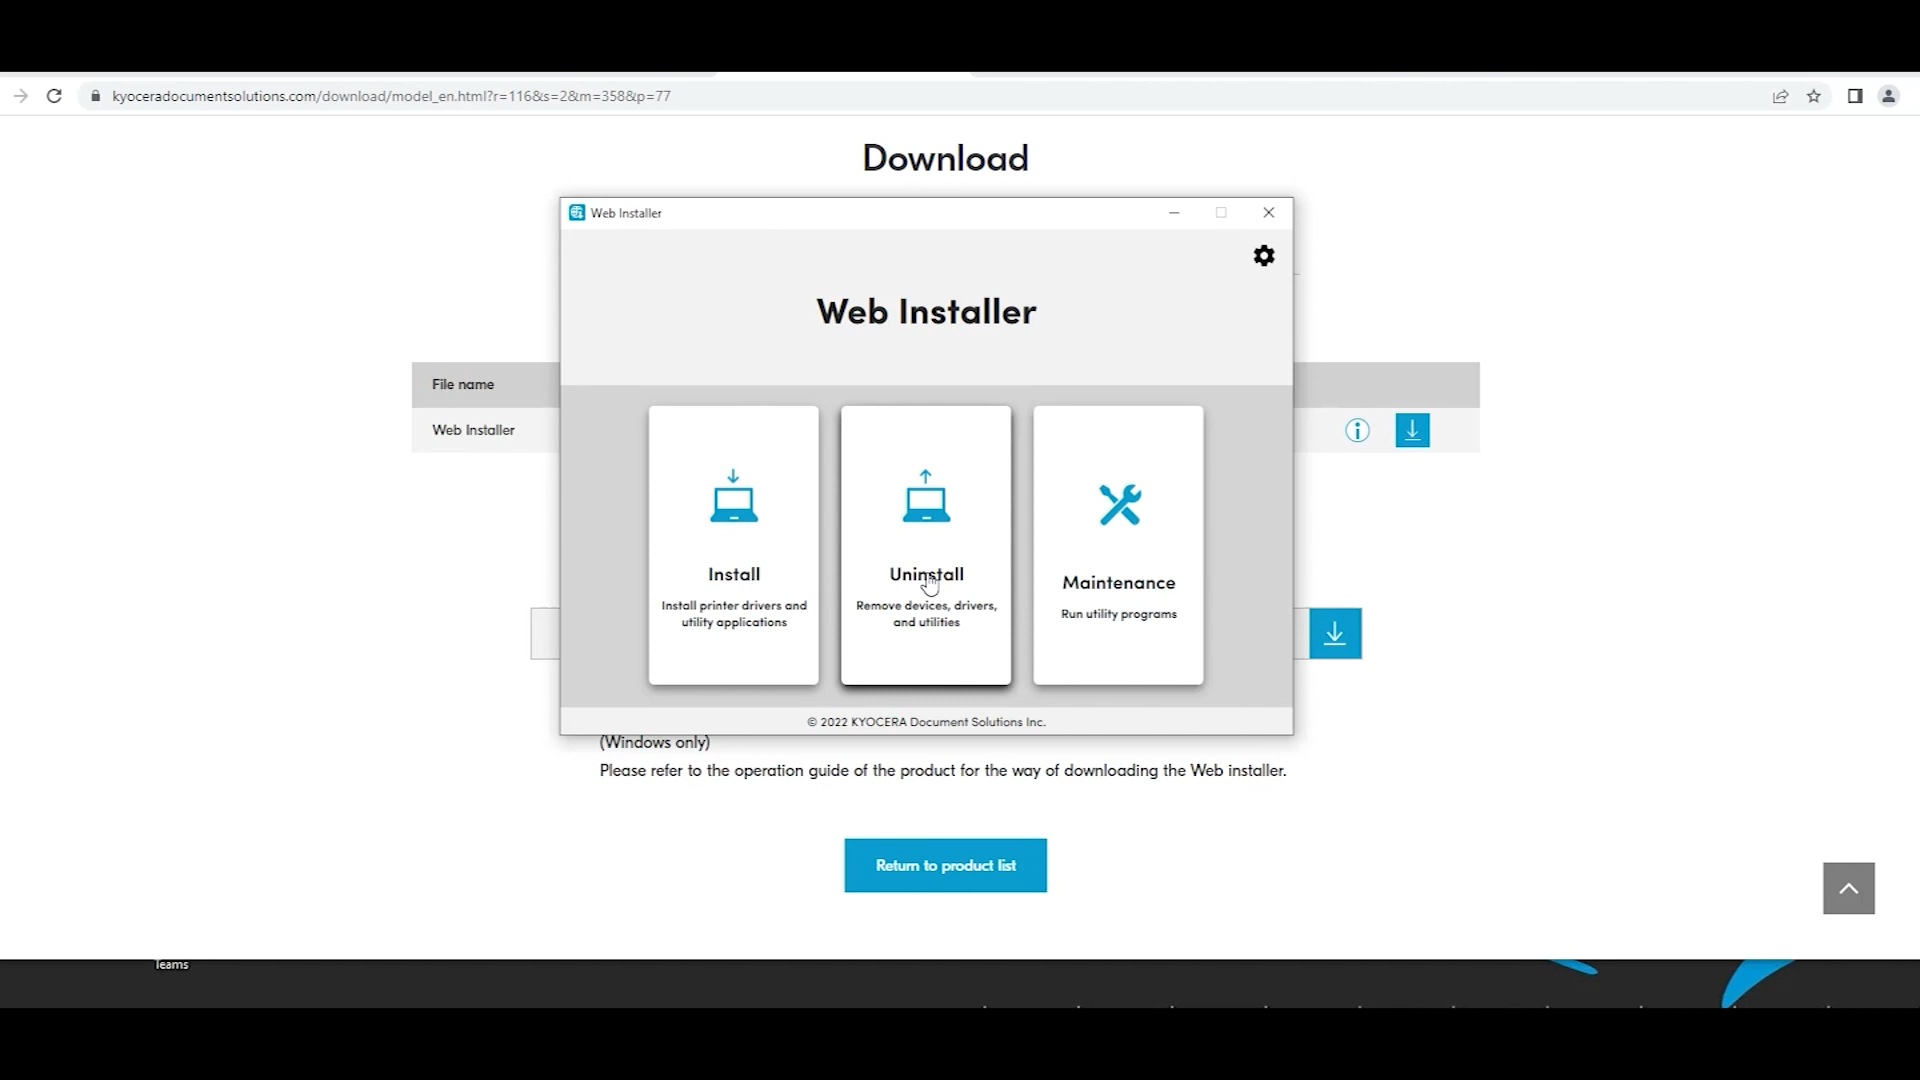 kyoceradocumentsolutions.com/download/model_en.html?r=116&s=2&m=358&p=77
Download
Web Installer
Web Installer
File name
Web Installer
Install
Install printer drivers and
utility applications
Uninstall
Remove devices, drivers,
and utilities
Maintenance
Run utility programs
© 2022 KYOCERA Document Solutions Inc.
(Windows only)
Please refer to the operation guide of the product for the way of downloading the Web installer.
Return to product list
Teams